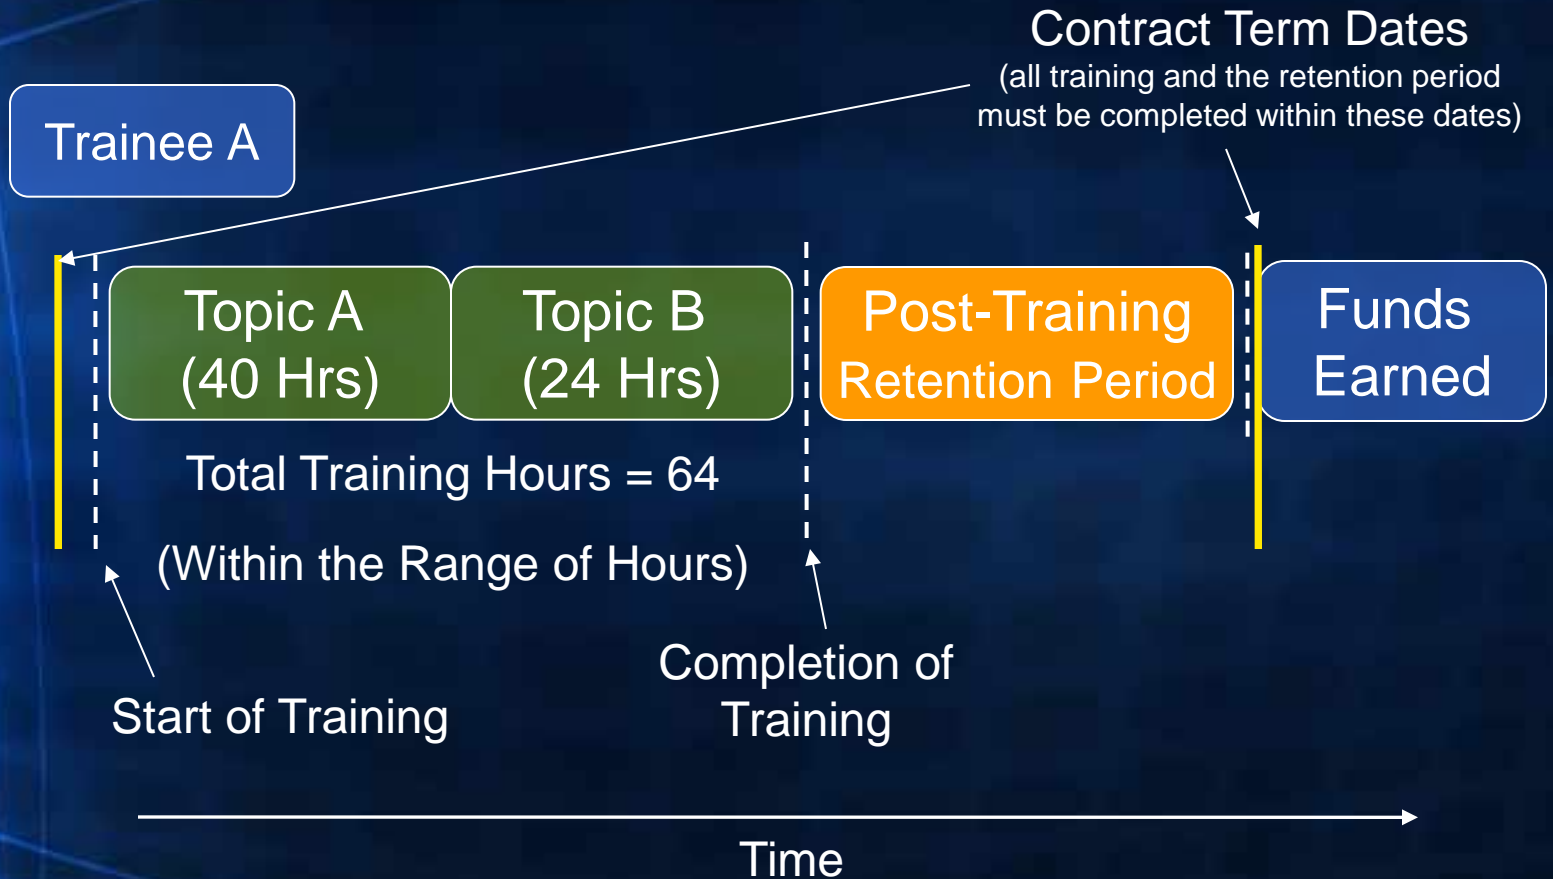 Contract Term Dates
(all training and the retention period
must be completed within these dates)
Trainee A
Topic A
(40 Hrs)
Topic B
(24 Hrs)
Post-Training
Retention Period
Funds
Earned
Total Training Hours = 64
(Within the Range of Hours)
Start of Training
Completion of
Training
Time